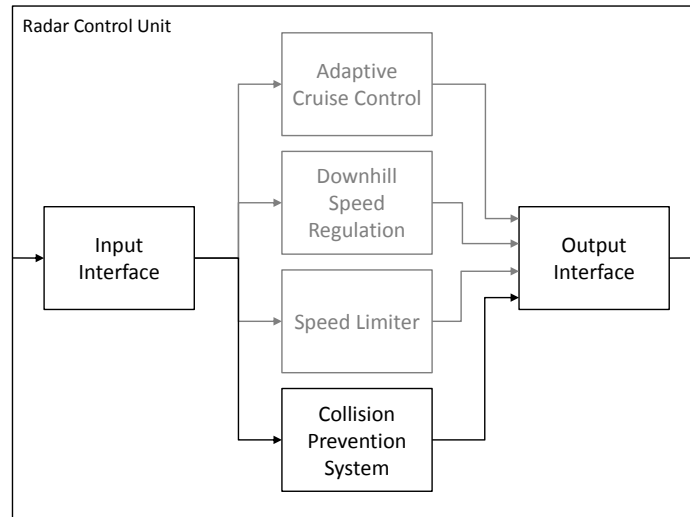 Radar Control Unit
Adaptive
Cruise Control
Downhill
Speed
Regulation
Input
Interface
Output
Interface
Speed Limiter
Collision
Prevention
System